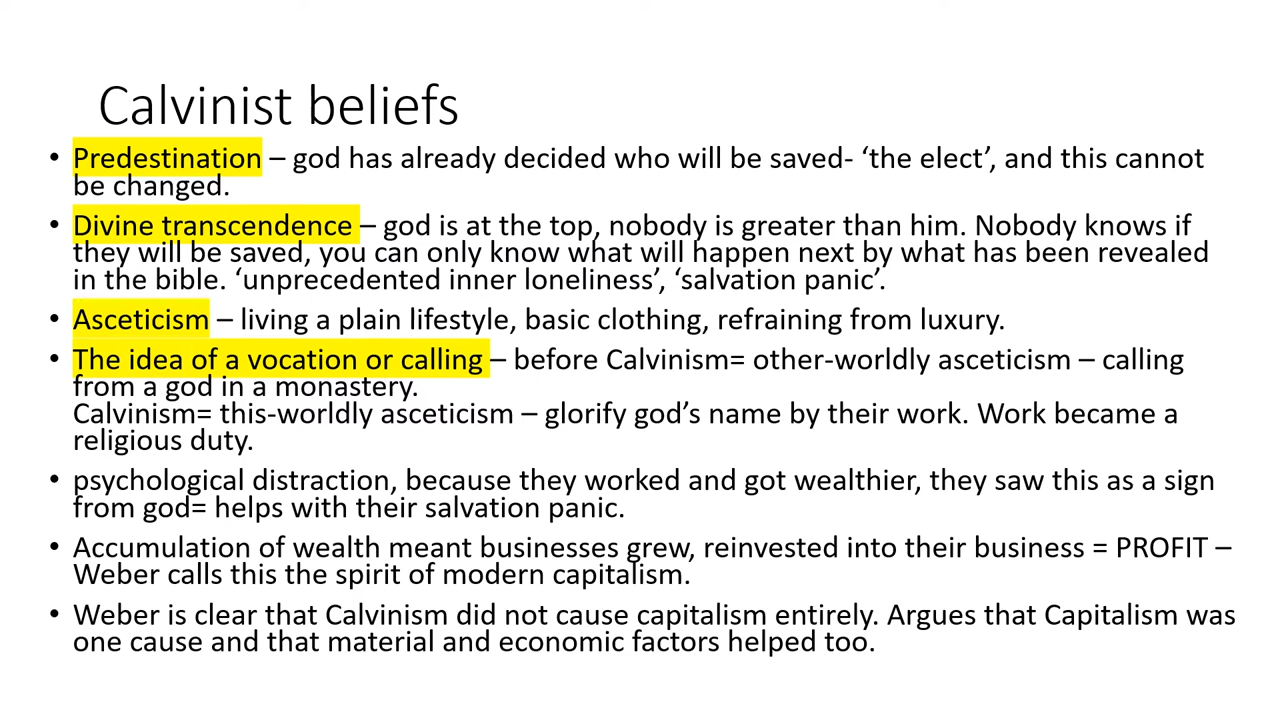 Calvinist beliefs
• Predestination – god has already decided who will be saved- ‘the elect’, and this cannot
be changed.
• Divine transcendence – god is at the top, nobody is greater than him. Nobody knows if
they will be saved, you can only know what will happen next by what has been revealed
in the bible. ‘unprecedented inner loneliness’, ‘salvation panic’.
• Asceticism – living a plain lifestyle, basic clothing, refraining from luxury.
• The idea of a vocation or calling – before Calvinism= other-worldly asceticism – calling
from a god in a monastery.
Calvinism= this-worldly asceticism – glorify god’s name by their work. Work became a
religious duty.
• psychological distraction, because they worked and got wealthier, they saw this as a sign
from god= helps with their salvation panic.
• Accumulation of wealth meant businesses grew, reinvested into their business = PROFIT –
Weber calls this the spirit of modern capitalism.
• Weber is clear that Calvinism did not cause capitalism entirely. Argues that Capitalism was
one cause and that material and economic factors helped too.